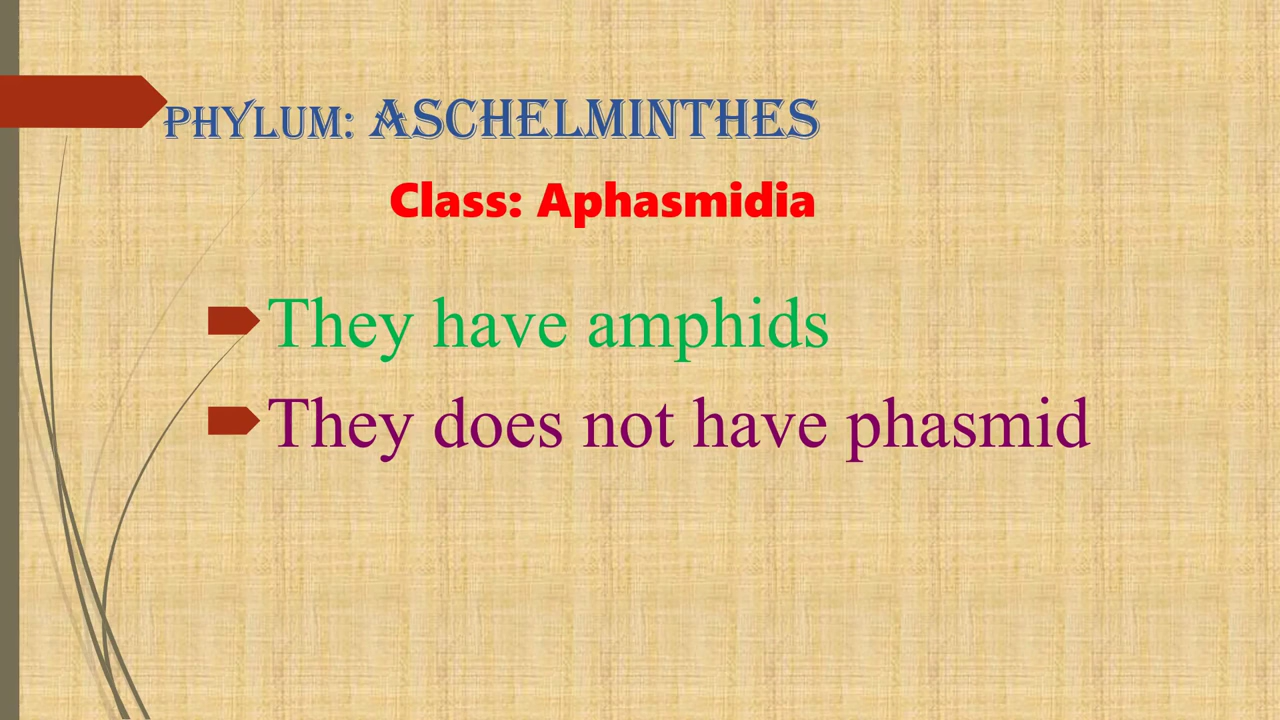 PHYLUM: ASCHELMINTHES
Class: Aphasmidia
They have amphids
They does not have phasmid